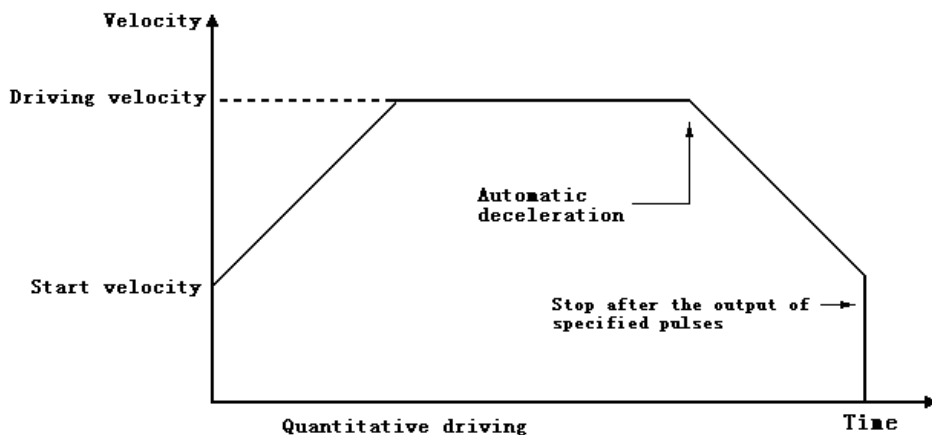 Velocity
Driving velocity
Automatic
deceleration
Start velocity
Stop after the output of
specified pulses
Time
Quantitative driving